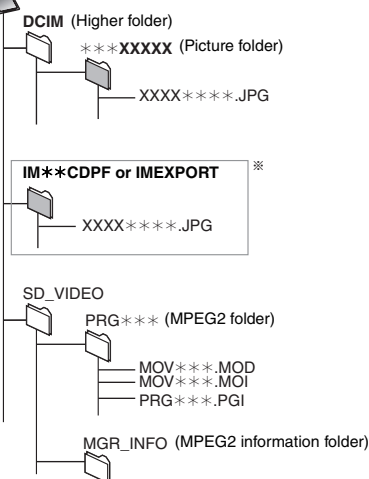 DCIM (Higher folder)
✳✳✳XXXXX (Picture folder)
XXXX✳✳✳✳.JPG
IM✳✳CDPF or IMEXPORT ※
XXXX✳✳✳✳.JPG
SD_VIDEO
PRG✳✳✳ (MPEG2 folder)
MOV✳✳✳.MOD
MOV✳✳✳.MOI
PRG✳✳✳.PGI
MGR_INFO (MPEG2 information folder)